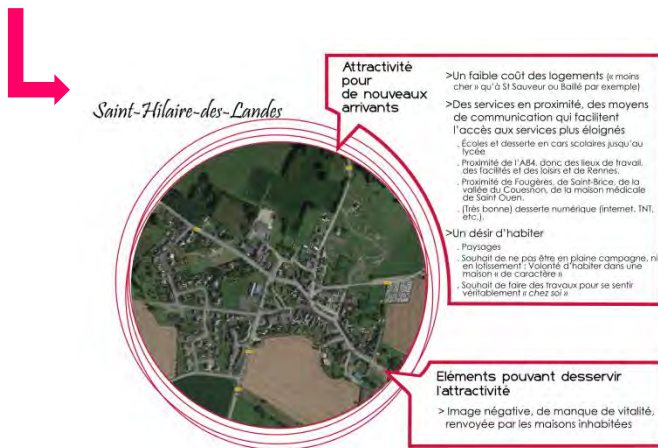 Saint-Hilaire-des-Landes
Attractivité
pour
de nouveaux
arrivants
>Un faible coût des logements (« moins
cher » qu'à St Sauveur ou Baillé par exemple)
>Des services en proximité, des moyens
de communication qui facilitent
l'accès aux services plus éloignés
. Écoles et desserte en cars scolaires jusqu'au
lycée
. Proximité de l'A84, donc des lieux de travail,
des facilités et des loisirs et de Rennes.
. Proximité de Fougères, de Saint-Brice, de la
vallée du Couesnon, de la maison médicale
de Saint Ouen.
. (Très bonne) desserte numérique (internet, TNT,
etc.).
>Un désir d'habiter
. Paysages
. Souhait de ne pas être en plaine campagne, ni
en lotissement : Volonté d'habiter dans une
maison « de caractère »
. Souhait de faire des travaux pour se sentir
véritablement « chez soi »
Eléments pouvant desservir
l'attractivité
> Image négative, de manque de vitalité,
renvoyée par les maisons inhabitées